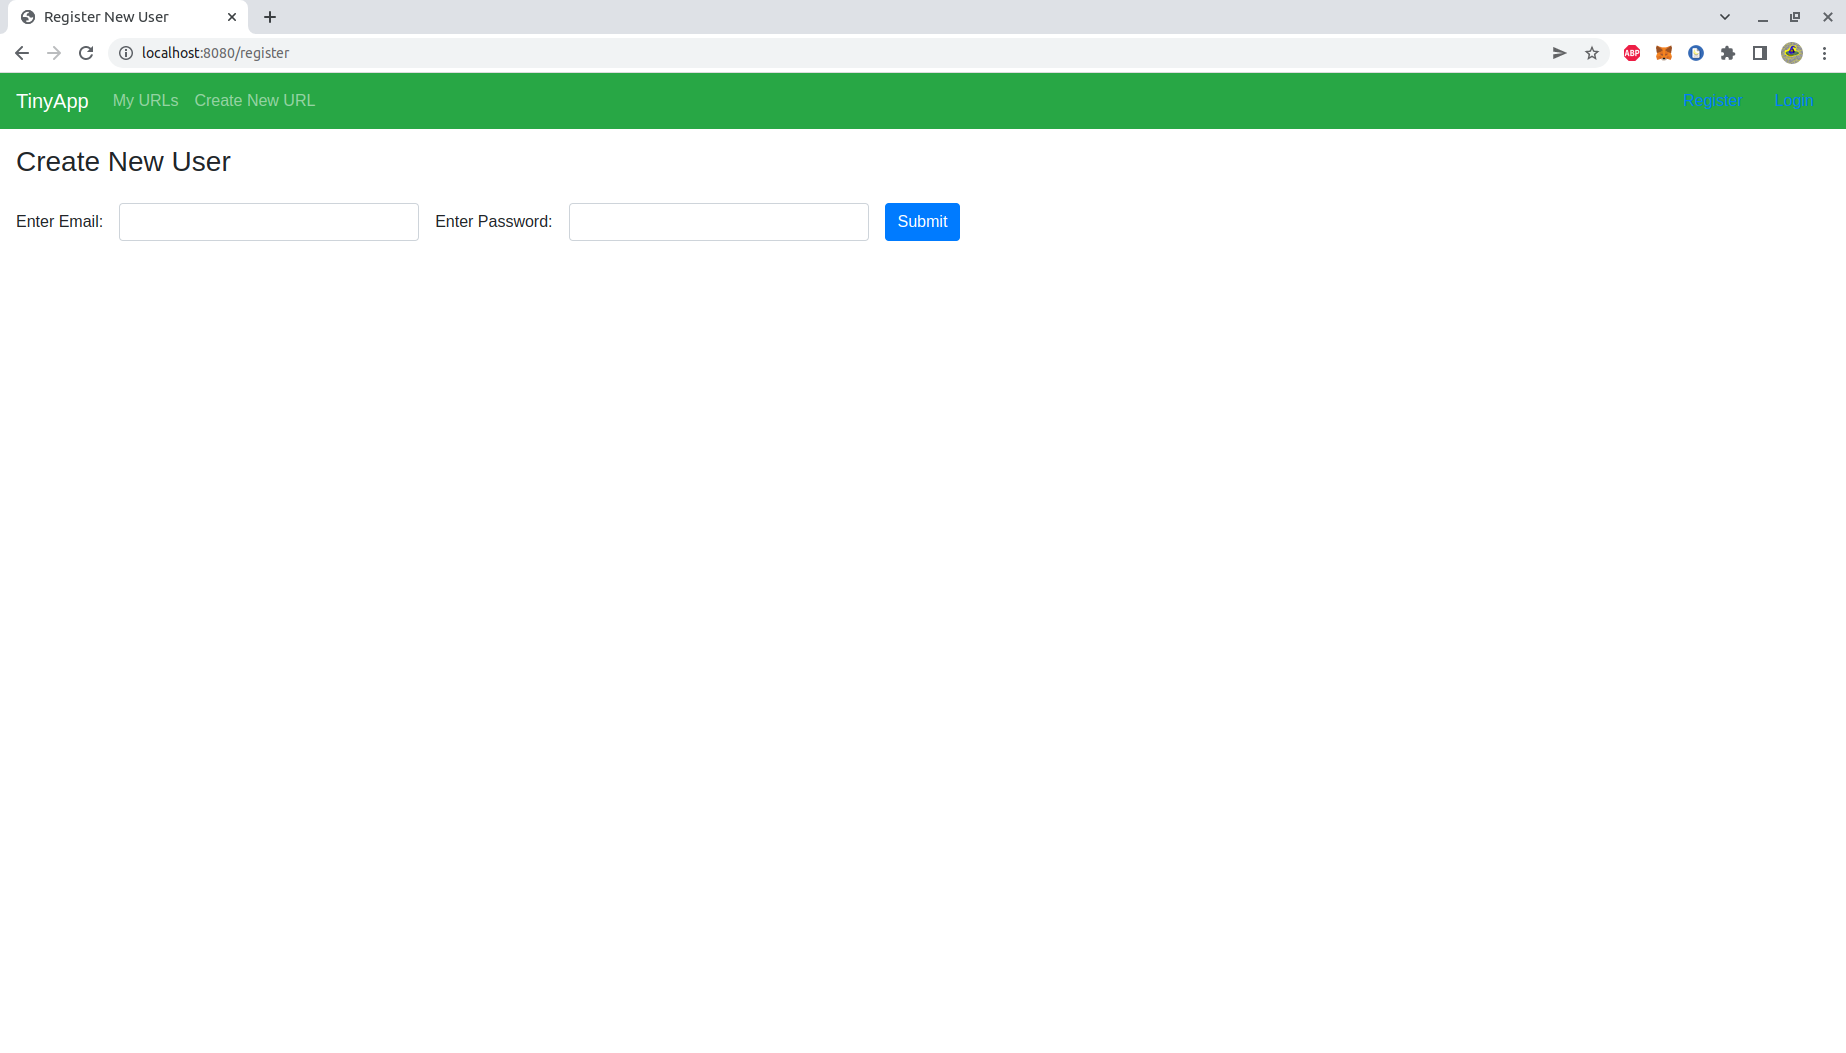 Register New User
localhost:8080/register
ABP
TinyApp My URLs Create New URL Register Login
Create New User
Enter Email: Enter Password: Submit